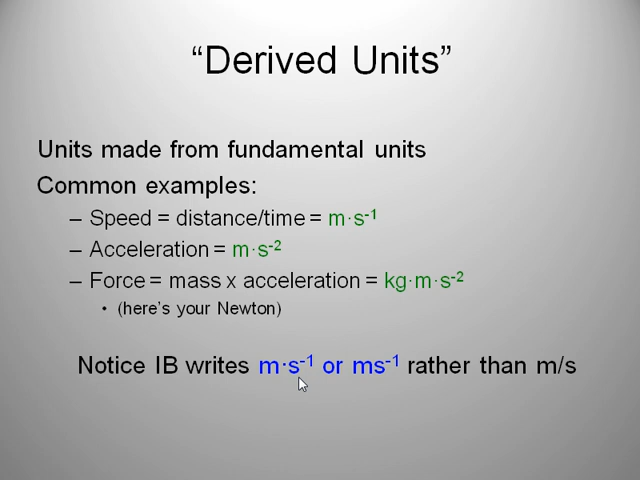 “Derived Units”
Units made from fundamental units
Common examples:
– Speed = distance/time = m·s⁻¹
– Acceleration = m·s⁻²
– Force = mass x acceleration = kg·m·s⁻²
• (here’s your Newton)
Notice IB writes m·s⁻¹ or ms⁻¹ rather than m/s